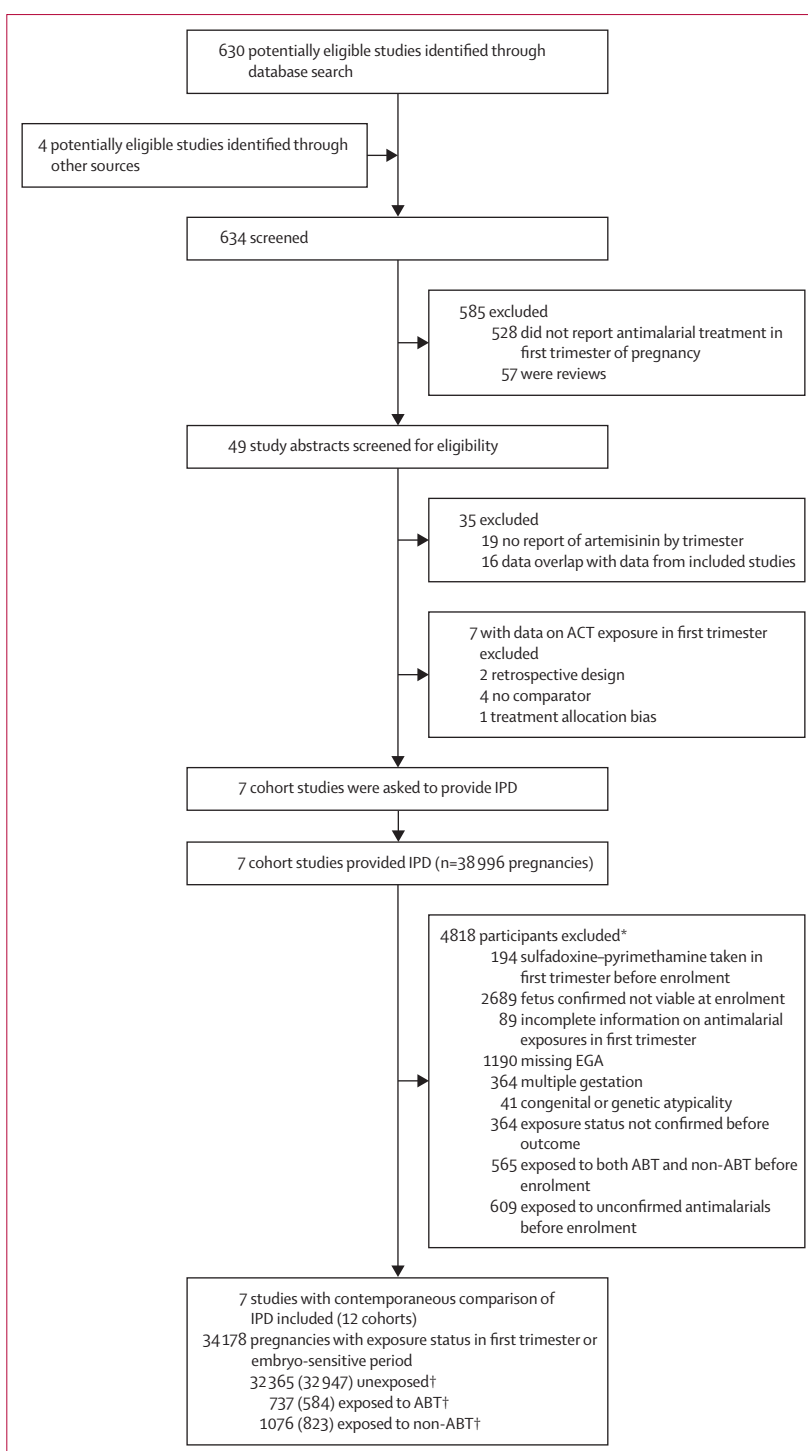 630 potentially eligible studies identified through
database search
4 potentially eligible studies identified through
other sources
634 screened
585 excluded
528 did not report antimalarial treatment in
first trimester of pregnancy
57 were reviews
49 study abstracts screened for eligibility
35 excluded
19 no report of artemisinin by trimester
16 data overlap with data from included studies
7 with data on ACT exposure in first trimester
excluded
2 retrospective design
4 no comparator
1 treatment allocation bias
7 cohort studies were asked to provide IPD
7 cohort studies provided IPD (n=38 996 pregnancies)
4818 participants excluded*
194 sulfadoxine–pyrimethamine taken in
first trimester before enrolment
2689 fetus confirmed not viable at enrolment
89 incomplete information on antimalarial
exposures in first trimester
1190 missing EGA
364 multiple gestation
41 congenital or genetic atypicality
364 exposure status not confirmed before
outcome
565 exposed to both ABT and non-ABT before
enrolment
609 exposed to unconfirmed antimalarials
before enrolment
7 studies with contemporaneous comparison of
IPD included (12 cohorts)
34 178 pregnancies with exposure status in first trimester or
embryo-sensitive period
32 365 (32 947) unexposed†
737 (584) exposed to ABT†
1076 (823) exposed to non-ABT†